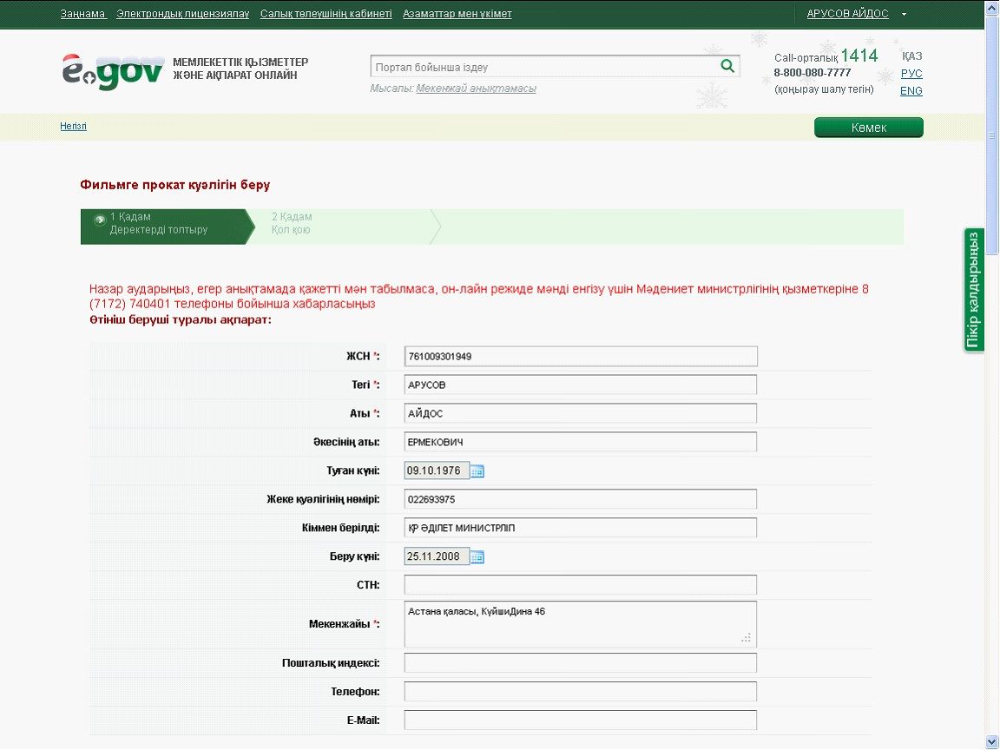 Заңнама Электрондық лицензиялау Салық төлеушінің кабинеті Азаматтар мен үкімет АРУСОВ АЙДОС
e.gov
МЕМЛЕКЕТТІК ҚЫЗМЕТТЕР
ЖӘНЕ АҚПАРАТ ОНЛАЙН
Портал бойынша іздеу
Мысалы: Мекенжай анықтамасы
Call-орталық 1414
8-800-080-7777
(қоңырау шалу тегін)
ҚАЗ
РУС
ENG
Негізгі
Көмек
Фильмге прокат куәлігін беру
1 Қадам
Деректерді толтыру
2 Қадам
Қол қою
Пікір қалдырыңыз
Назар аударыңыз, егер анықтамада қажетті мән табылмаса, он-лайн режиде мәнді енгізу үшін Мәдениет министрлігінің қызметкеріне 8
(7172) 740401 телефоны бойынша хабарласыңыз
Өтініш беруші туралы ақпарат:
ЖСН *: 761009301949
Тегі *: АРУСОВ
Аты *: АЙДОС
Әкесінің аты: ЕРМЕКОВИЧ
Туған күні: 09.10.1976
Жеке куәлігінің нөмірі: 022693975
Кіммен берілді: ҚР ӘДІЛЕТ МИНИСТРЛІГІ
Беру күні: 25.11.2008
СТН:
Мекенжайы *: Астана қаласы, КүйшиДина 46
Пошталық индексі:
Телефон:
E-Mail: